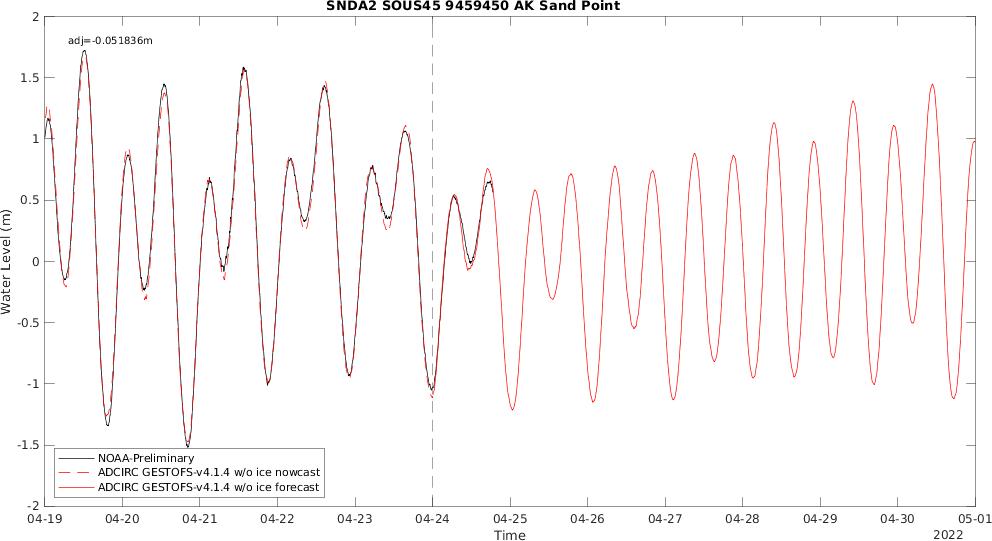 SNDA2 SOUS45 9459450 AK Sand Point
adj=-0.051836m
2
1.5
1
0.5
0
-0.5
-1
-1.5
-2
Water Level (m)
NOAA-Preliminary
ADCIRC GESTOFS-v4.1.4 w/o ice nowcast
ADCIRC GESTOFS-v4.1.4 w/o ice forecast
04-19 04-20 04-21 04-22 04-23 04-24 04-25 04-26 04-27 04-28 04-29 04-30 05-01
Time
2022